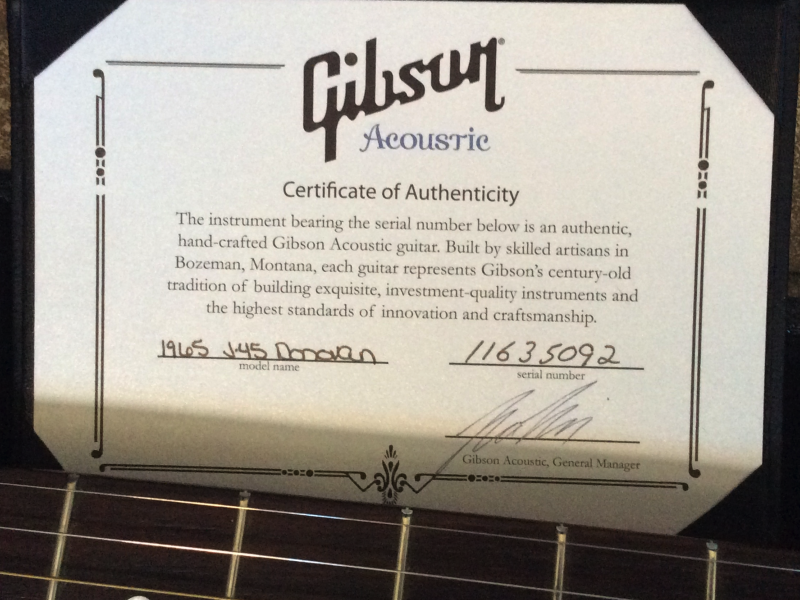 Gibson
Acoustic
Certificate of Authenticity
The instrument bearing the serial number below is an authentic,
hand-crafted Gibson Acoustic guitar. Built by skilled artisans in
Bozeman, Montana, each guitar represents Gibson's century-old
tradition of building exquisite, investment-quality instruments and
the highest standards of innovation and craftsmanship.
1965 J-45 Donovan 11635092
model name serial number
Gibson Acoustic, General Manager